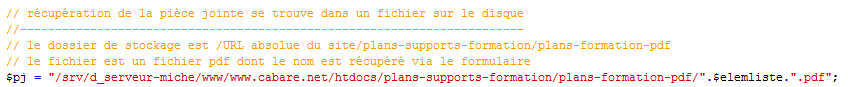 // récupération de la pièce jointe se trouve dans un fichier sur le disque
//------------------------------------------------------------------------
// le dossier de stockage est /URL absolue du site/plans-supports-formation/plans-formation-pdf
// le fichier est un fichier pdf dont le nom est récupéré via le formulaire
$pj = "/srv/d_serveur-miche/www/www.cabare.net/htdocs/plans-supports-formation/plans-formation-pdf/".$elemliste.".pdf";